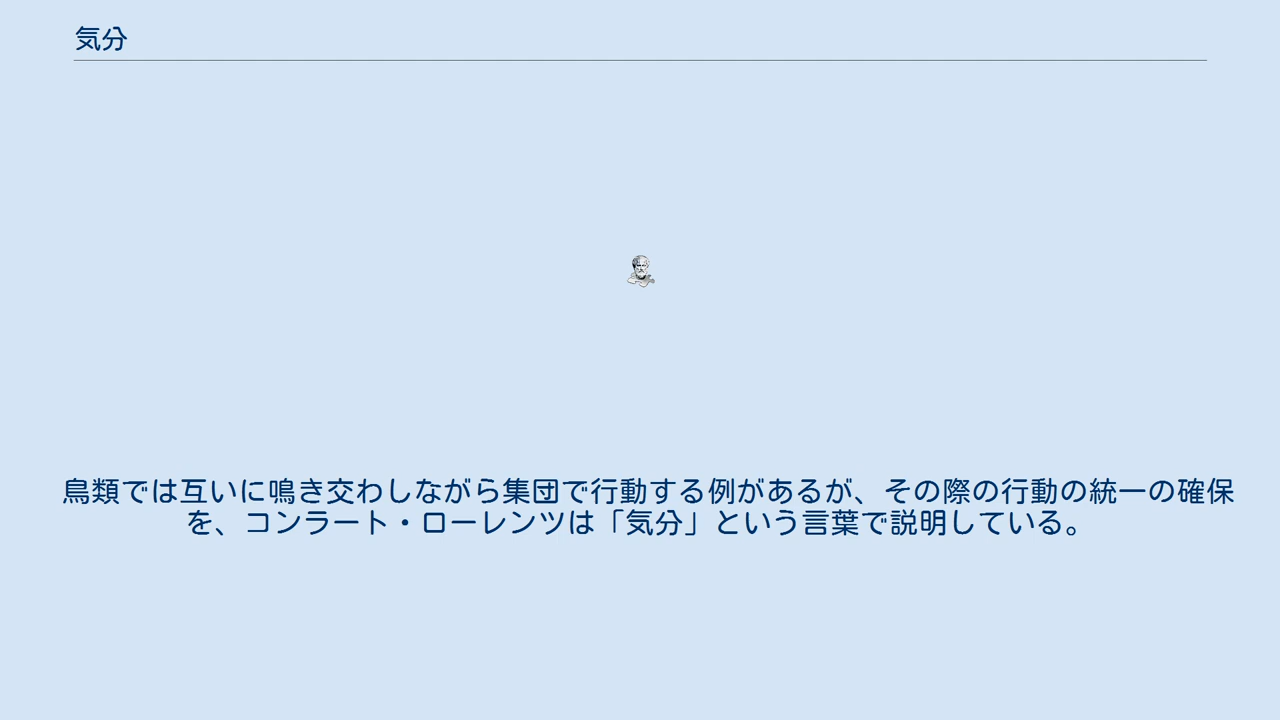 気分
鳥類では互いに鳴き交わしながら集団で行動する例があるが、その際の行動の統一の確保
を、コンラート・ローレンツは「気分」という言葉で説明している。